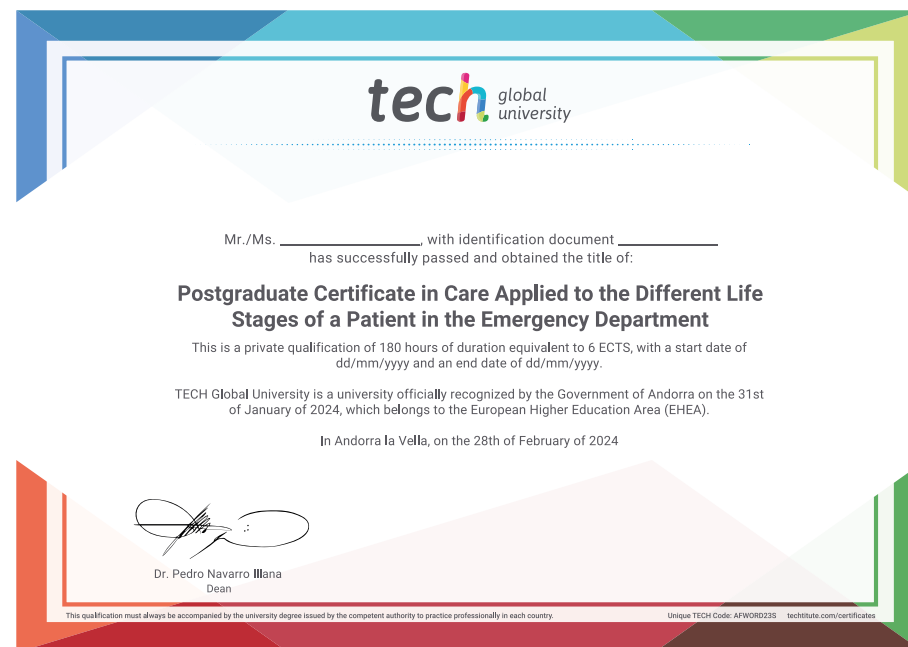 tech global university
Mr./Ms. ____________, with identification document ____________
has successfully passed and obtained the title of:
Postgraduate Certificate in Care Applied to the Different Life
Stages of a Patient in the Emergency Department
This is a private qualification of 180 hours of duration equivalent to 6 ECTS, with a start date of
dd/mm/yyyy and an end date of dd/mm/yyyy.
TECH Global University is a university officially recognized by the Government of Andorra on the 31st
of January of 2024, which belongs to the European Higher Education Area (EHEA).
In Andorra la Vella, on the 28th of February of 2024
Dr. Pedro Navarro Illana
Dean
This qualification must always be accompanied by the university degree issued by the competent authority to practice professionally in each country.
Unique TECH Code: AFWORD23S techtitute.com/certificates